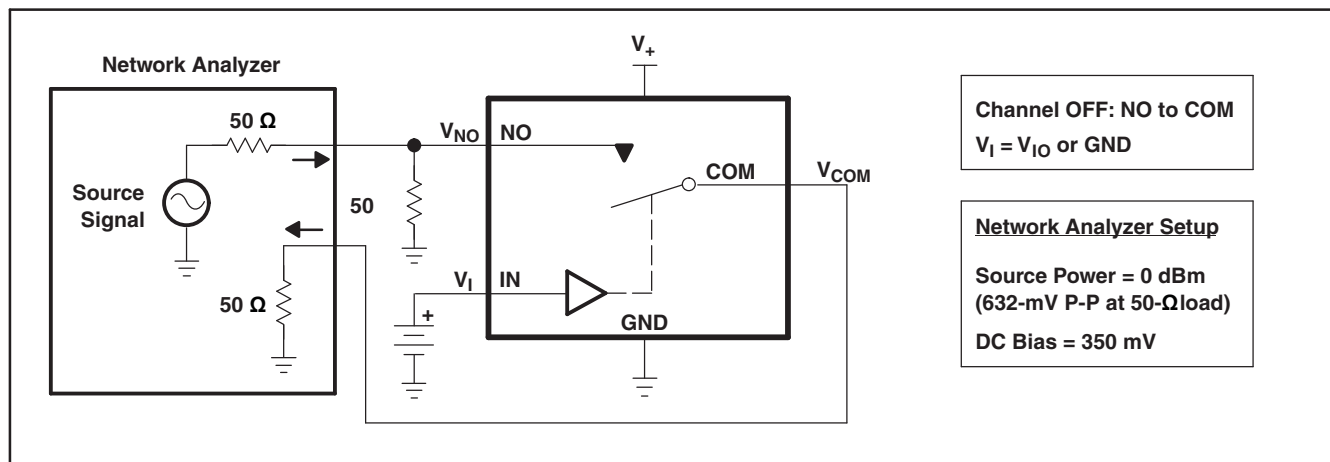 Network Analyzer
50 Ω
Source
Signal
50 Ω
50
V+
VNO
NO
COM
VCOM
VI
IN
+
GND
Channel OFF: NO to COM
VI = VIO or GND
Network Analyzer Setup
Source Power = 0 dBm
(632-mV P-P at 50-Ωload)
DC Bias = 350 mV